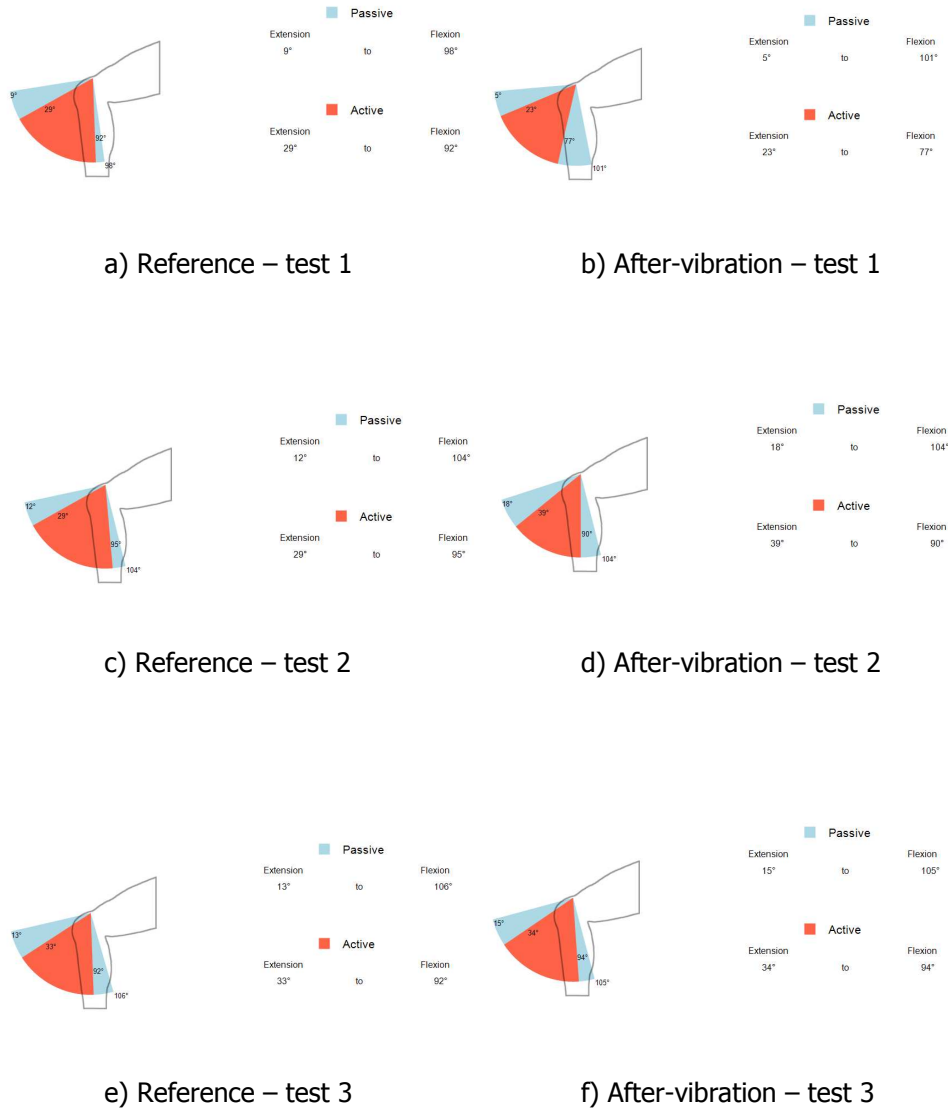 Passive
Extension Flexion
9° to 98°
Active
Extension Flexion
29° to 92°
9°
29°
92°
98°
a) Reference – test 1
Passive
Extension Flexion
5° to 101°
Active
Extension Flexion
23° to 77°
5°
23°
77°
101°
b) After-vibration – test 1
Passive
Extension Flexion
12° to 104°
Active
Extension Flexion
29° to 95°
12°
29°
95°
104°
c) Reference – test 2
Passive
Extension Flexion
18° to 104°
Active
Extension Flexion
39° to 90°
18°
39°
90°
104°
d) After-vibration – test 2
Passive
Extension Flexion
13° to 106°
Active
Extension Flexion
33° to 92°
13°
33°
92°
106°
e) Reference – test 3
Passive
Extension Flexion
15° to 105°
Active
Extension Flexion
34° to 94°
15°
34°
94°
105°
f) After-vibration – test 3